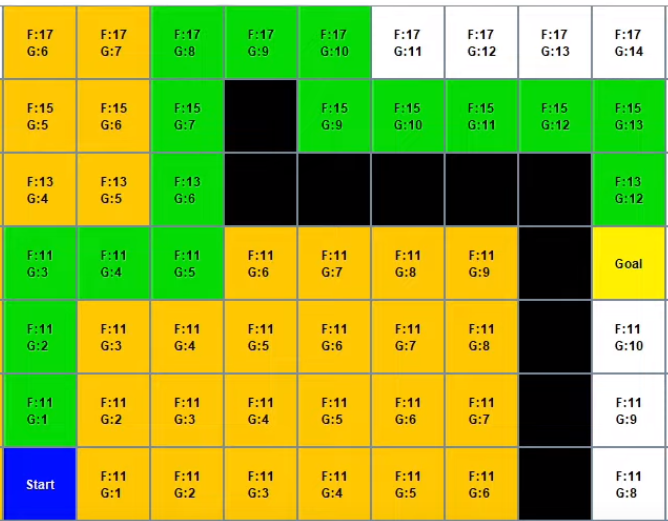 F:17 F:17 F:17 F:17 F:17 F:17 F:17 F:17 F:17
G:6 G:7 G:8 G:9 G:10 G:11 G:12 G:13 G:14
F:15 F:15 F:15 F:15 F:15 F:15 F:15 F:15
G:5 G:6 G:7 G:9 G:10 G:11 G:12 G:13
F:13 F:13 F:13 F:13
G:4 G:5 G:6 G:12
F:11 F:11 F:11 F:11 F:11 F:11 F:11 Goal
G:3 G:4 G:5 G:6 G:7 G:8 G:9
F:11 F:11 F:11 F:11 F:11 F:11 F:11 F:11
G:2 G:3 G:4 G:5 G:6 G:7 G:8 G:10
F:11 F:11 F:11 F:11 F:11 F:11 F:11 F:11
G:1 G:2 G:3 G:4 G:5 G:6 G:7 G:9
Start F:11 F:11 F:11 F:11 F:11 F:11 F:11
G:1 G:2 G:3 G:4 G:5 G:6 G:8